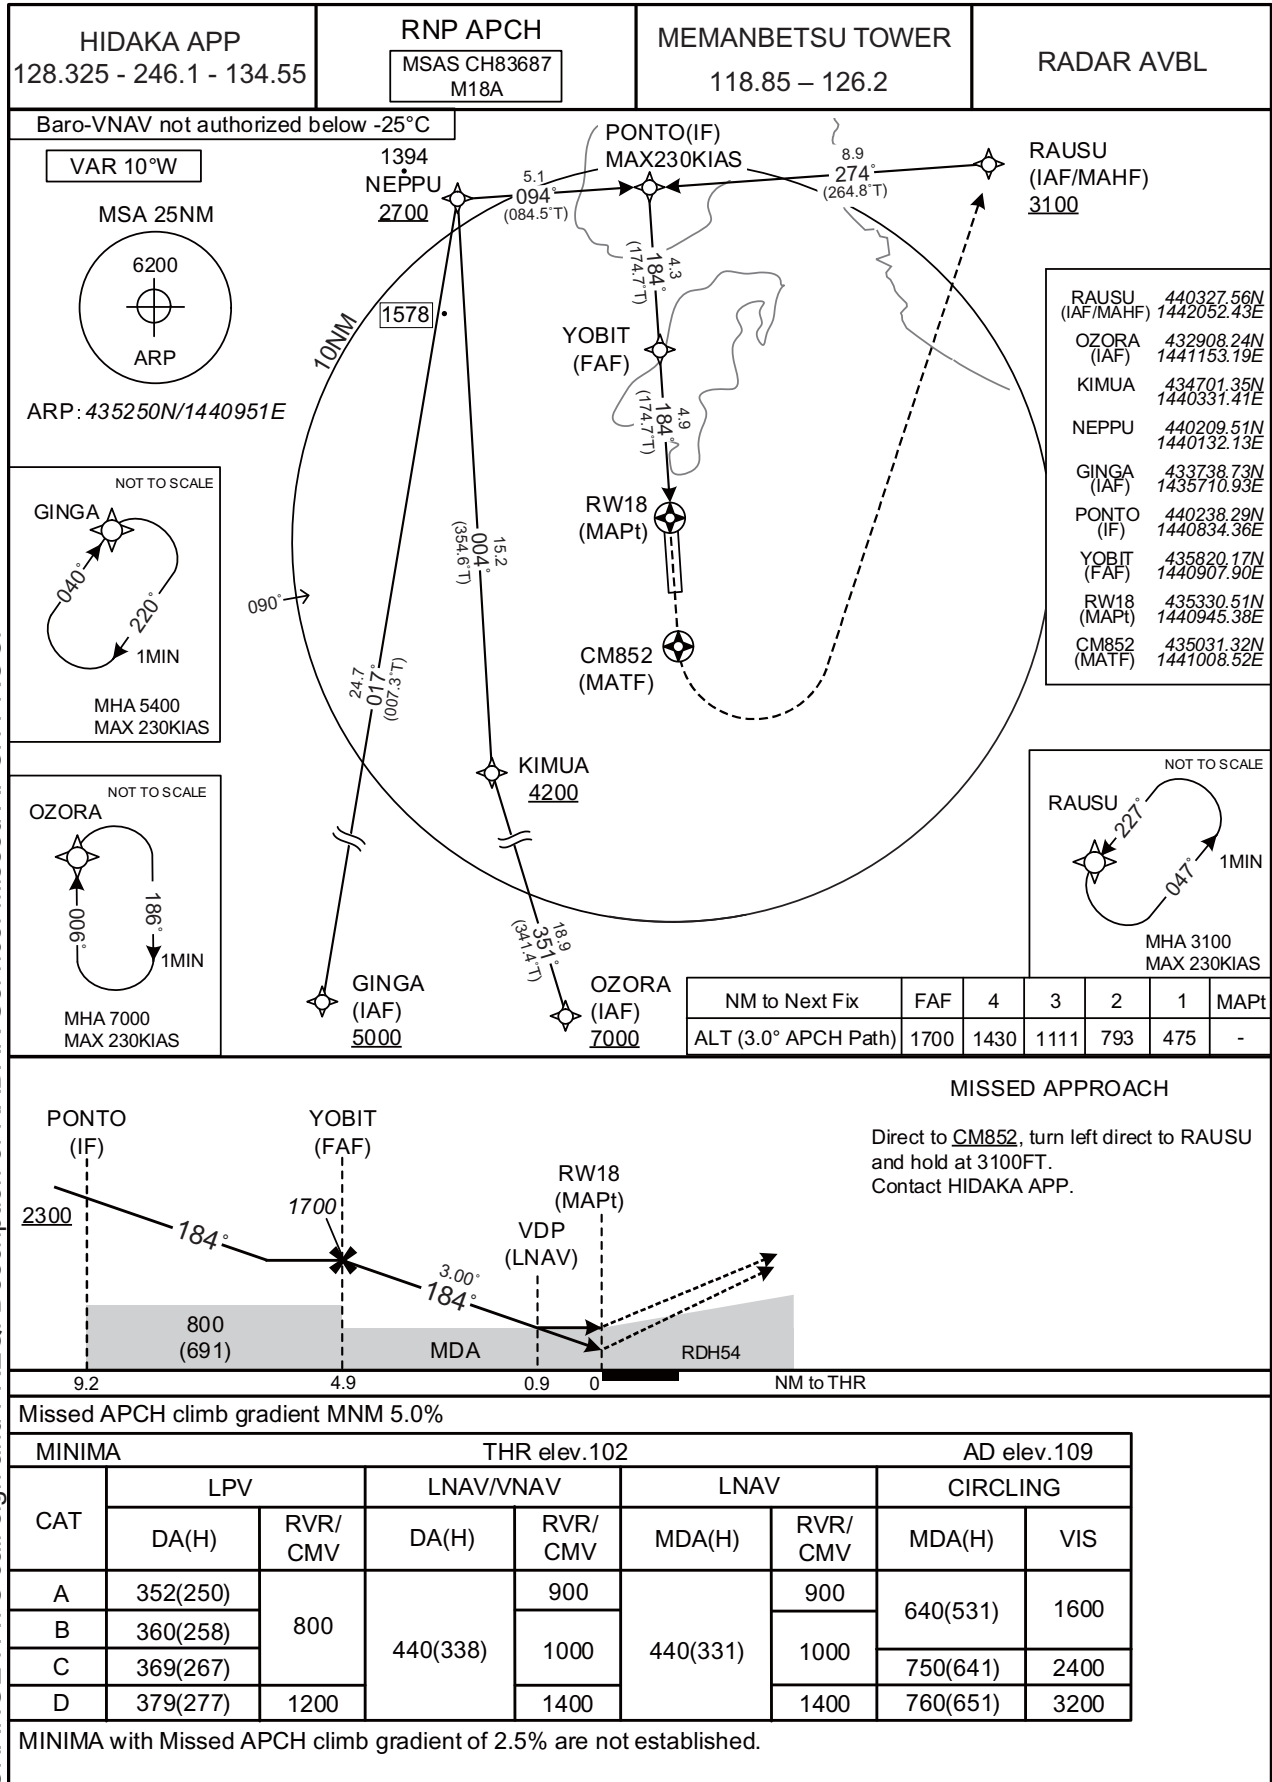 HIDAKA APP
128.325 - 246.1 - 134.55
RNP APCH
MSAS CH83687
M18A
MEMANBETSU TOWER
118.85 – 126.2
RADAR AVBL
Baro-VNAV not authorized below -25°C
VAR 10°W
MSA 25NM
6200
ARP
ARP: 435250N/1440951E
1394
NEPPU
2700
5.1
094°
(084.5°T)
PONTO(IF)
MAX230KIAS
8.9
274°
(264.8°T)
RAUSU
(IAF/MAHF)
3100
1578
10NM
4.3
184°
(174.7°T)
YOBIT
(FAF)
4.9
184°
(174.7°T)
RW18
(MAPt)
CM852
(MATF)
090°
15.2
004°
(354.6°T)
24.7
017°
(007.3°T)
KIMUA
4200
18.9
351°
(341.4°T)
GINGA
(IAF)
5000
OZORA
(IAF)
7000
RAUSU 440327.56N
(IAF/MAHF) 1442052.43E
OZORA 432908.24N
(IAF) 1441153.19E
KIMUA 434701.35N
1440331.41E
NEPPU 440209.51N
1440132.13E
GINGA 433738.73N
(IAF) 1435710.93E
PONTO 440238.29N
(IF) 1440834.36E
YOBIT 435820.17N
(FAF) 1440907.90E
RW18 435330.51N
(MAPt) 1440945.38E
CM852 435031.32N
(MATF) 1441008.52E
NOT TO SCALE
GINGA
040°
220°
1MIN
MHA 5400
MAX 230KIAS
NOT TO SCALE
OZORA
006°
186°
1MIN
MHA 7000
MAX 230KIAS
NOT TO SCALE
RAUSU
227°
047°
1MIN
MHA 3100
MAX 230KIAS
NM to Next Fix FAF 4 3 2 1 MAPt
ALT (3.0° APCH Path) 1700 1430 1111 793 475 -
PONTO
(IF)
YOBIT
(FAF)
RW18
(MAPt)
VDP
(LNAV)
2300
184°
1700
3.00°
184°
800
(691)
MDA
RDH54
9.2 4.9 0.9 0 NM to THR
MISSED APPROACH
Direct to CM852, turn left direct to RAUSU
and hold at 3100FT.
Contact HIDAKA APP.
Missed APCH climb gradient MNM 5.0%
MINIMA THR elev.102 AD elev.109
CAT LPV LNAV/VNAV LNAV CIRCLING
DA(H) RVR/CMV DA(H) RVR/CMV MDA(H) RVR/CMV MDA(H) VIS
A 352(250) 800 440(338) 900 440(331) 900 640(531) 1600
B 360(258) 1000 1000
C 369(267) 750(641) 2400
D 379(277) 1200 1400 1400 760(651) 3200
MINIMA with Missed APCH climb gradient of 2.5% are not established.